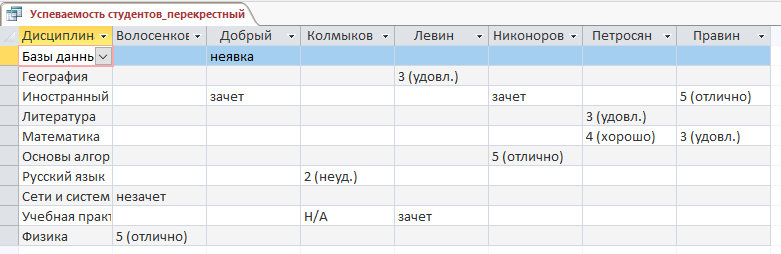 Успеваемость студентов_перекрестный
Дисциплин Волосенков Добрый Колмыков Левин Никоноров Петросян Правин
Базы даннь неявка
География 3 (удовл.)
Иностранный зачет зачет 5 (отлично)
Литература 3 (удовл.)
Математика 4 (хорошо) 3 (удовл.)
Основы алгор 5 (отлично)
Русский язык 2 (неуд.)
Сети и систем незачет
Учебная практ Н/А зачет
Физика 5 (отлично)